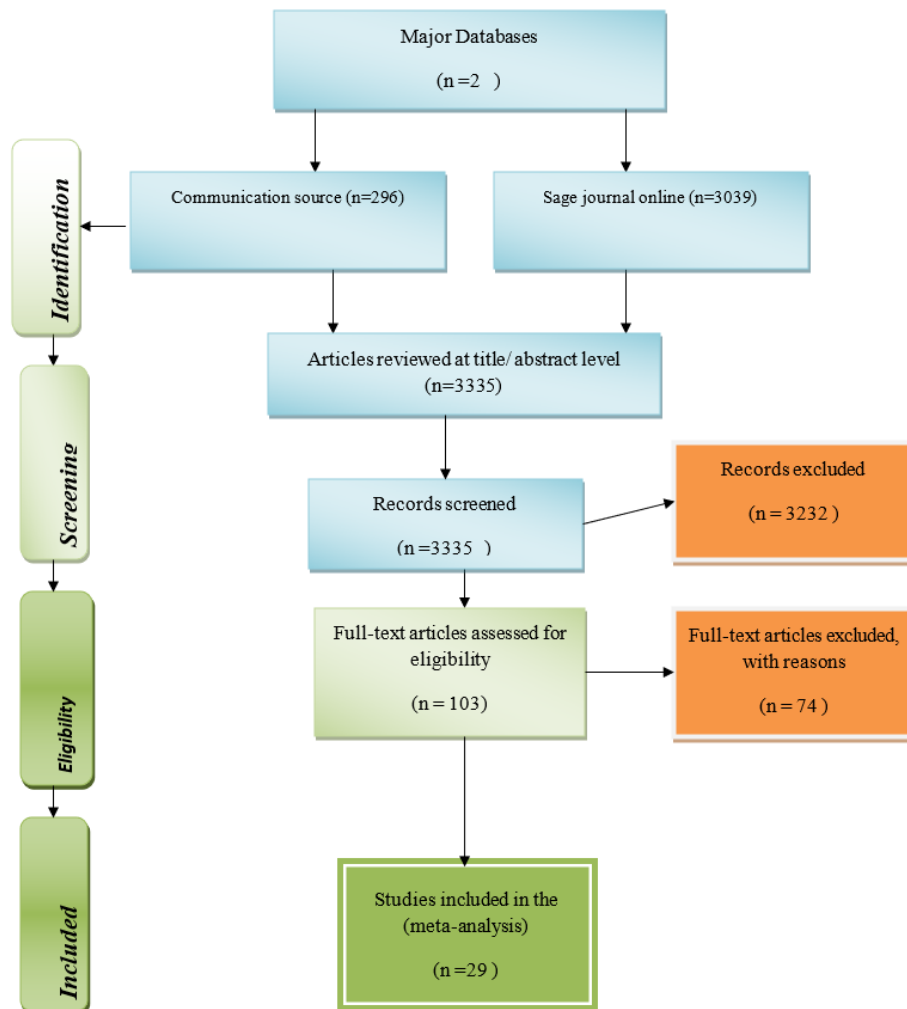 Major Databases
(n =2 )
Identification
Communication source (n=296)
Sage journal online (n=3039)
Articles reviewed at title/ abstract level
(n=3335)
Screening
Records screened
(n =3335 )
Records excluded
(n = 3232)
Eligibility
Full-text articles assessed for
eligibility
(n = 103)
Full-text articles excluded,
with reasons
(n = 74 )
Included
Studies included in the
(meta-analysis)
(n =29 )